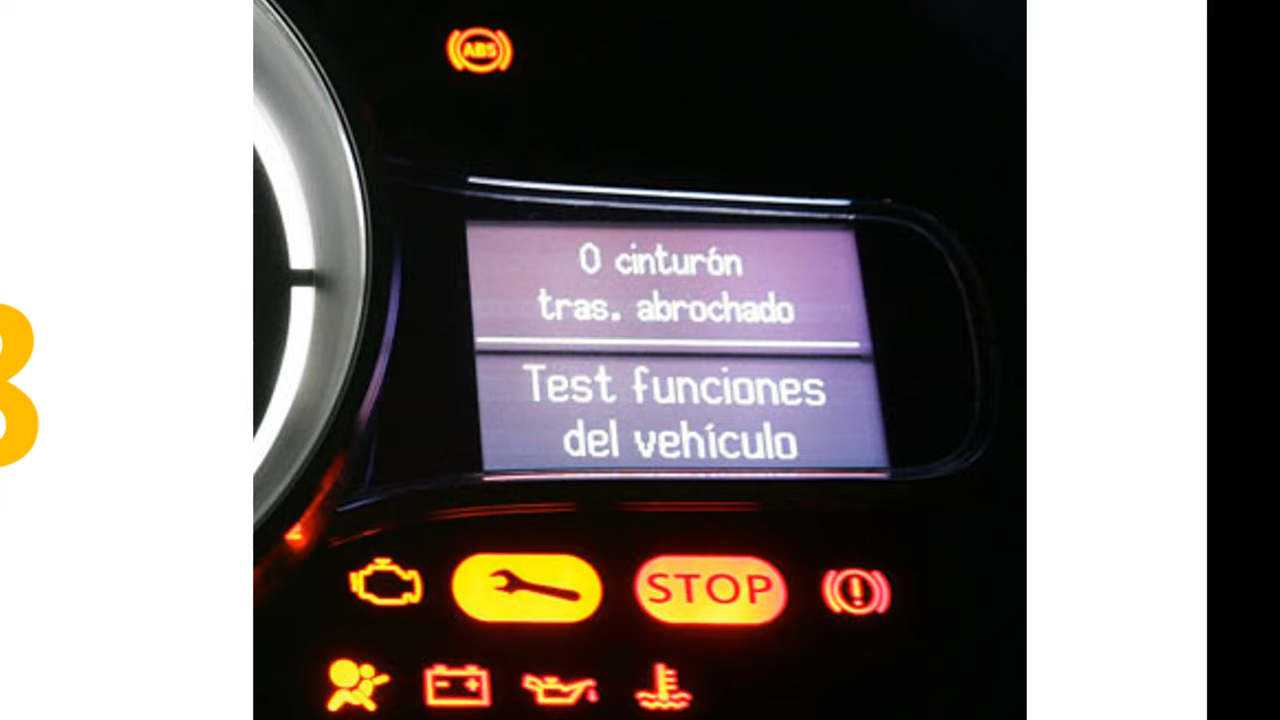 ABS
0 cinturón
tras. abrochado
Test funciones
del vehículo
STOP